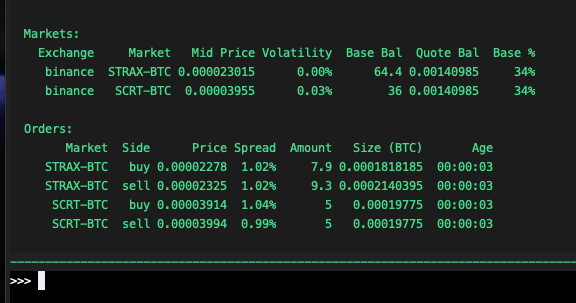 Markets:
Exchange Market Mid Price Volatility Base Bal Quote Bal Base %
binance STRAX-BTC 0.000023015 0.00% 64.4 0.00140985 34%
binance SCRT-BTC 0.00003955 0.03% 36 0.00140985 34%
Orders:
Market Side Price Spread Amount Size (BTC) Age
STRAX-BTC buy 0.00002278 1.02% 7.9 0.0001818185 00:00:03
STRAX-BTC sell 0.00002325 1.02% 9.3 0.0002140395 00:00:03
SCRT-BTC buy 0.00003914 1.04% 5 0.00019775 00:00:03
SCRT-BTC sell 0.00003994 0.99% 5 0.00019775 00:00:03
>>>